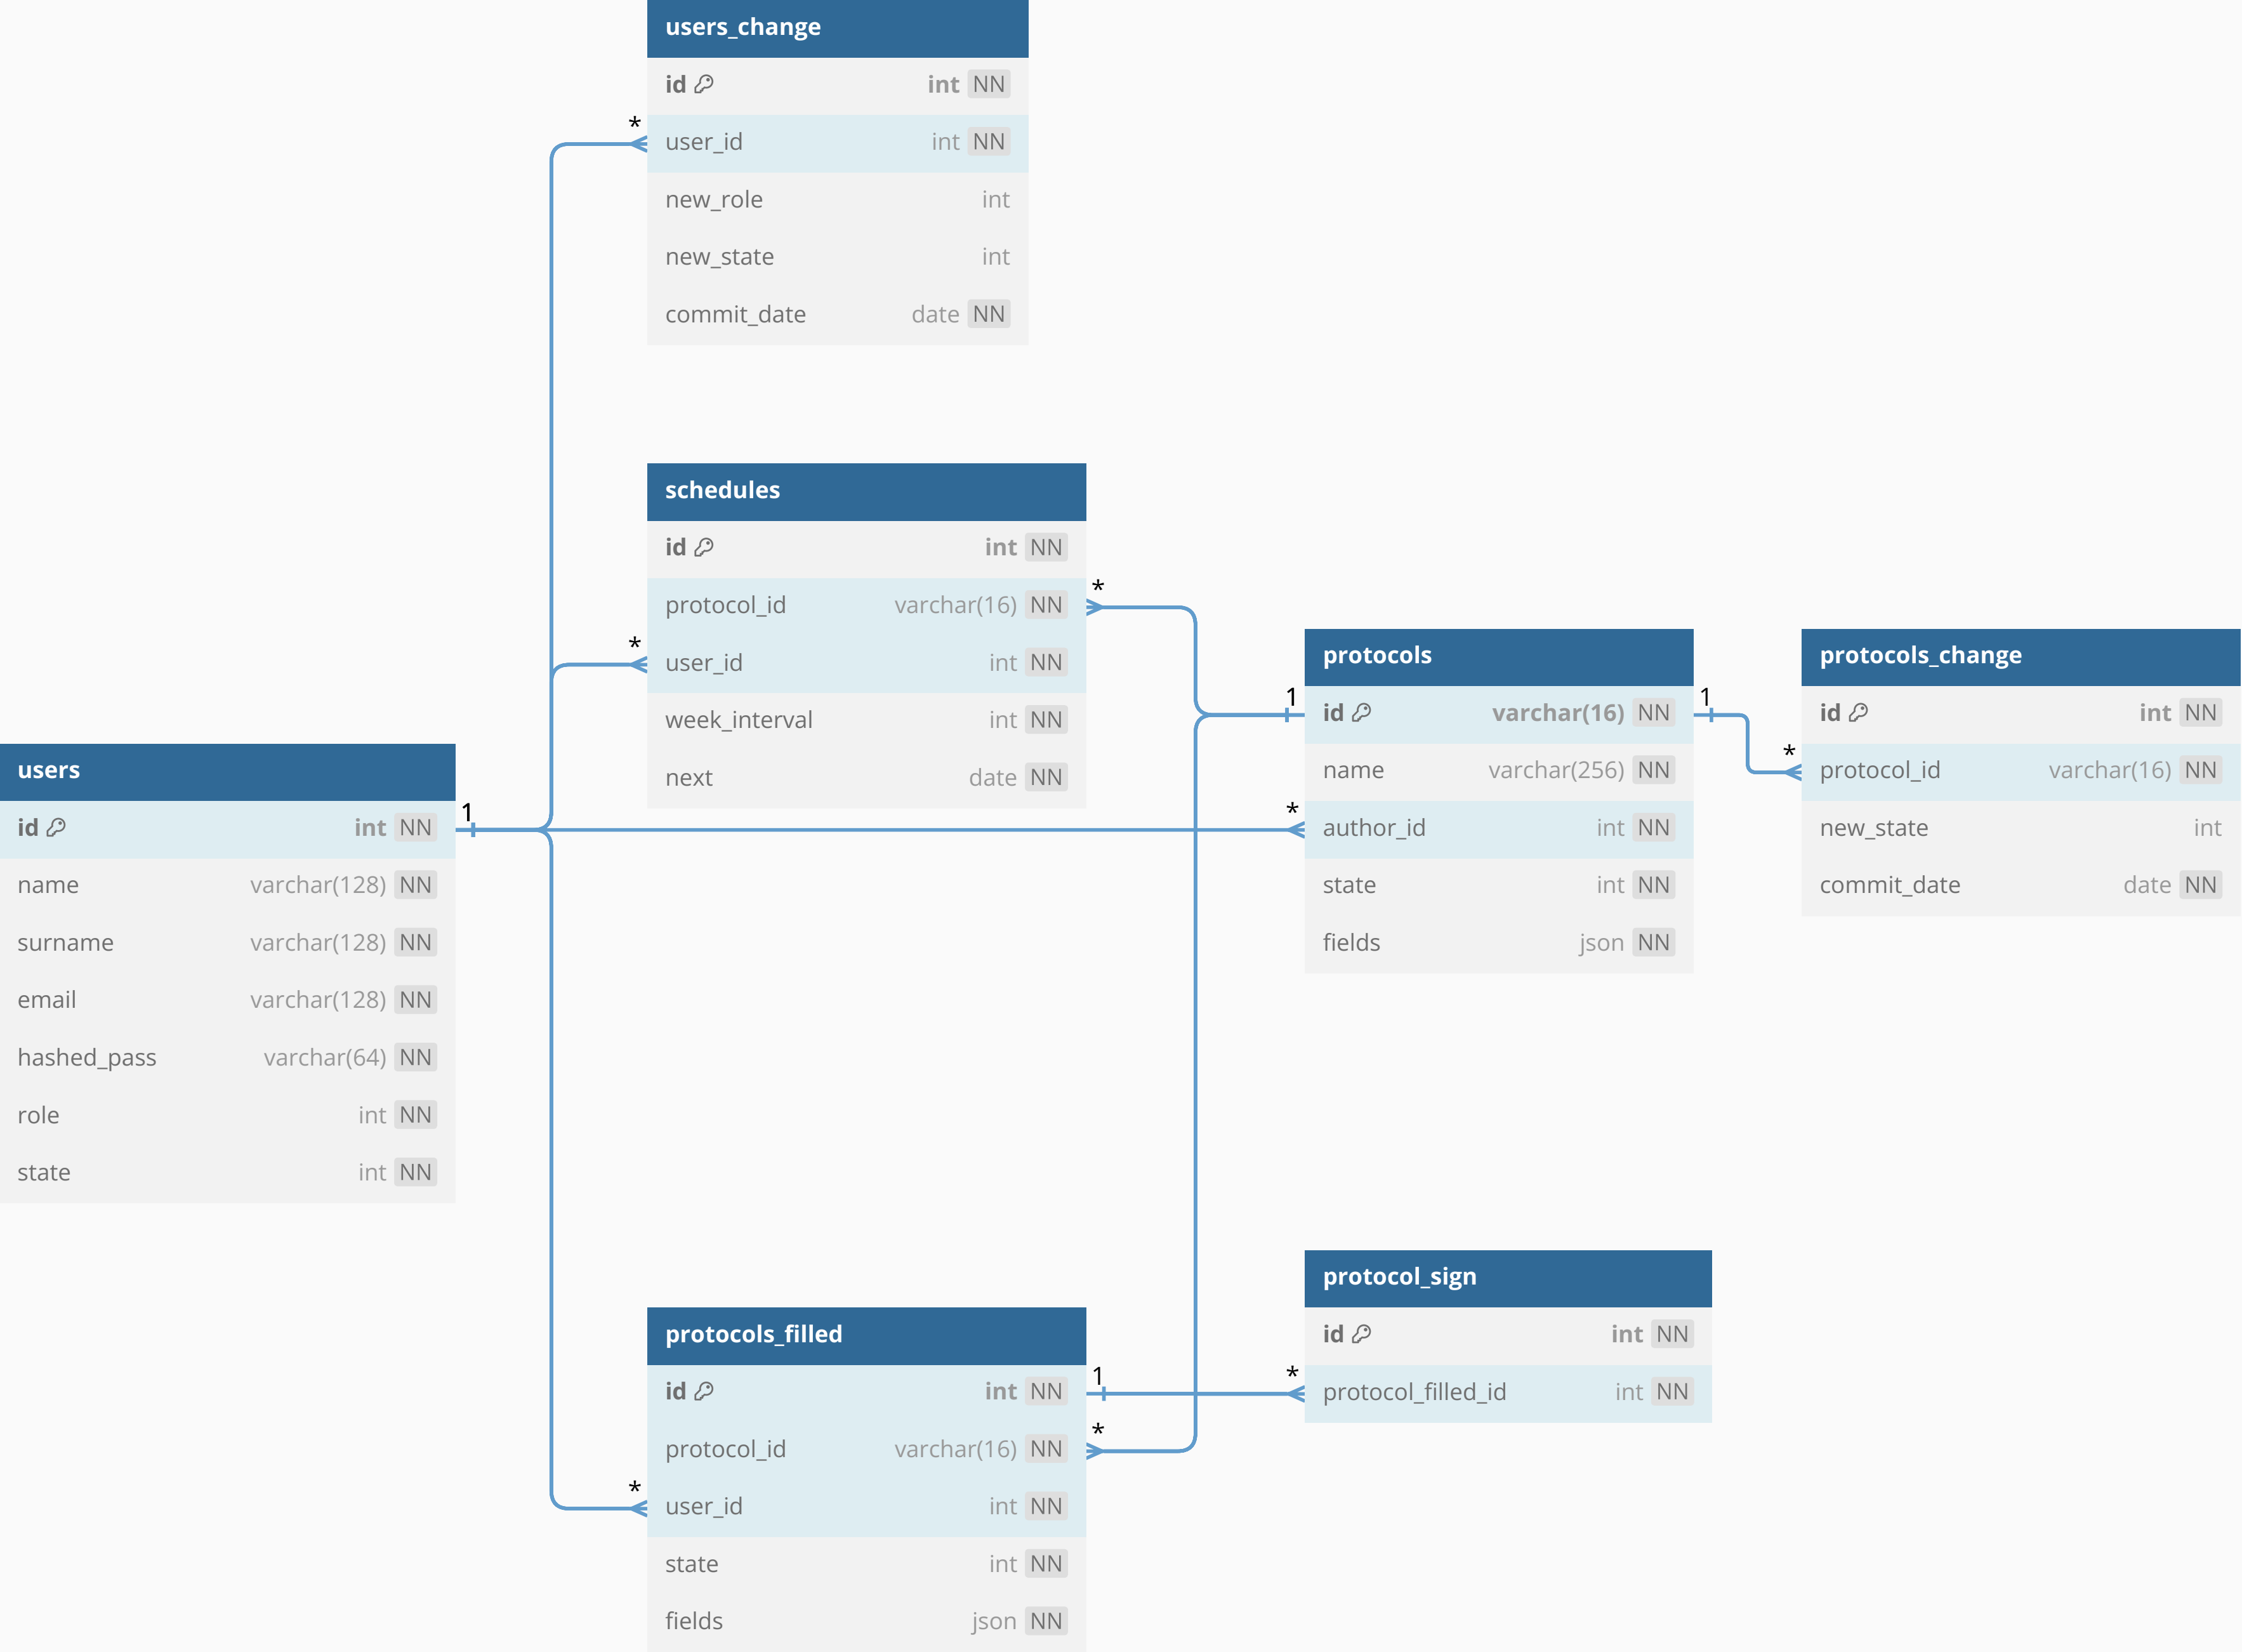 users_change
id int NN
*
user_id int NN
new_role int
new_state int
commit_date date NN
schedules
id int NN
*
protocol_id varchar(16) NN
*
user_id int NN
week_interval int NN
next date NN
protocols
1
id varchar(16) NN
1
name varchar(256) NN
*
author_id int NN
state int NN
fields json NN
protocols_change
id int NN
*
protocol_id varchar(16) NN
new_state int
commit_date date NN
users
1
id int NN
name varchar(128) NN
surname varchar(128) NN
email varchar(128) NN
hashed_pass varchar(64) NN
role int NN
state int NN
protocol_sign
id int NN
*
protocol_filled_id int NN
protocols_filled
id int NN
1
*
protocol_id varchar(16) NN
*
user_id int NN
state int NN
fields json NN